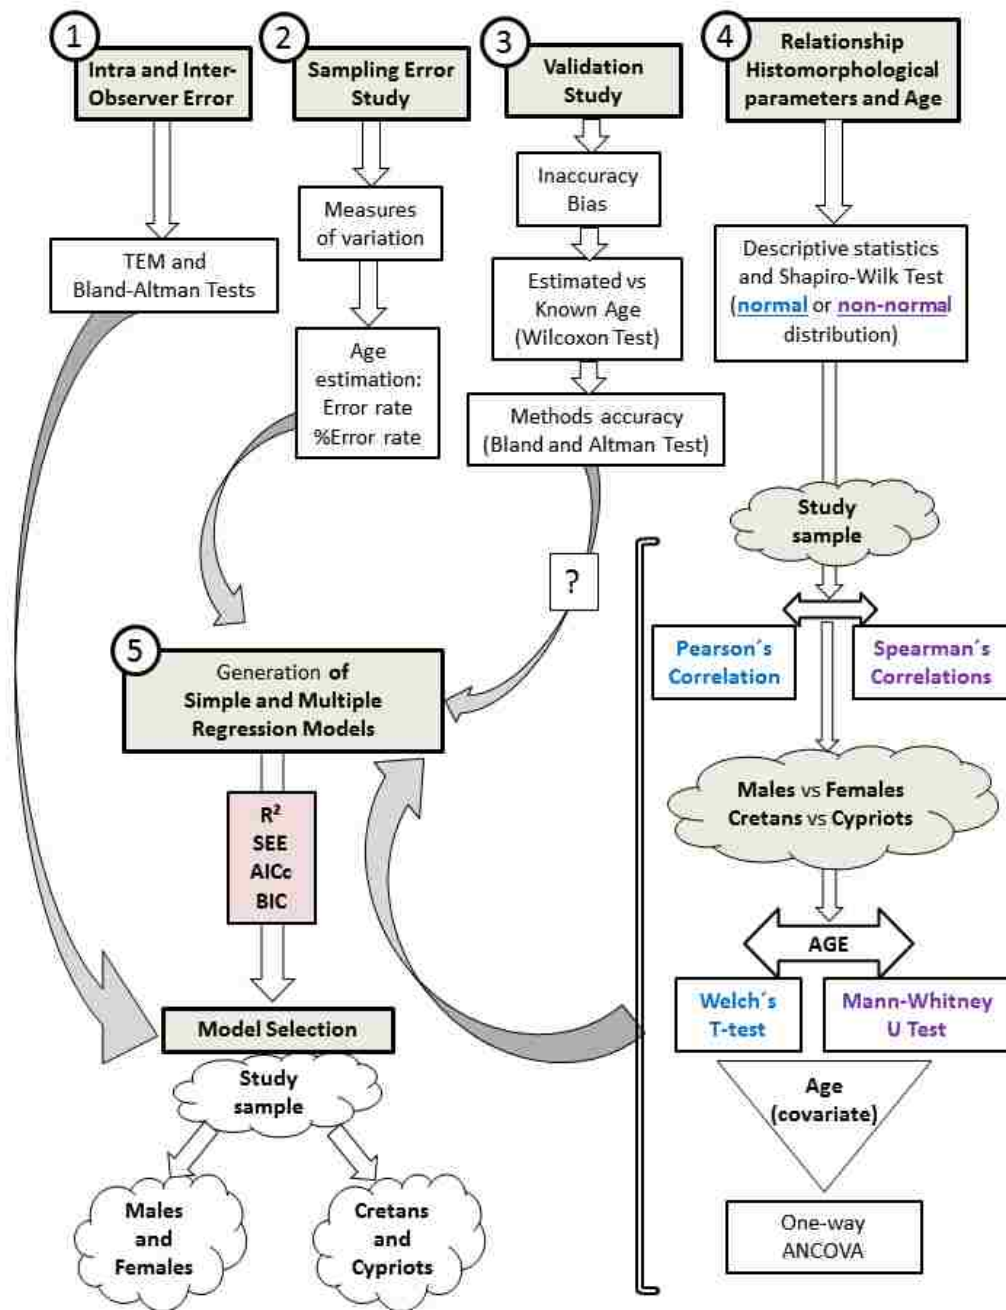 1
Intra and Inter-
Observer Error
TEM and
Bland-Altman Tests
2
Sampling Error
Study
Measures
of variation
Age
estimation:
Error rate
%Error rate
3
Validation
Study
Inaccuracy
Bias
Estimated vs
Known Age
(Wilcoxon Test)
Methods accuracy
(Bland and Altman Test)
?
4
Relationship
Histomorphological
parameters and Age
Descriptive statistics
and Shapiro-Wilk Test
(normal or non-normal
distribution)
Study
sample
Pearson´s
Correlation
Spearman´s
Correlations
Males vs Females
Cretans vs Cypriots
AGE
Welch´s
T-test
Mann-Whitney
U Test
Age
(covariate)
One-way
ANCOVA
5
Generation of
Simple and Multiple
Regression Models
R²
SEE
AICc
BIC
Model Selection
Study
sample
Males
and
Females
Cretans
and
Cypriots